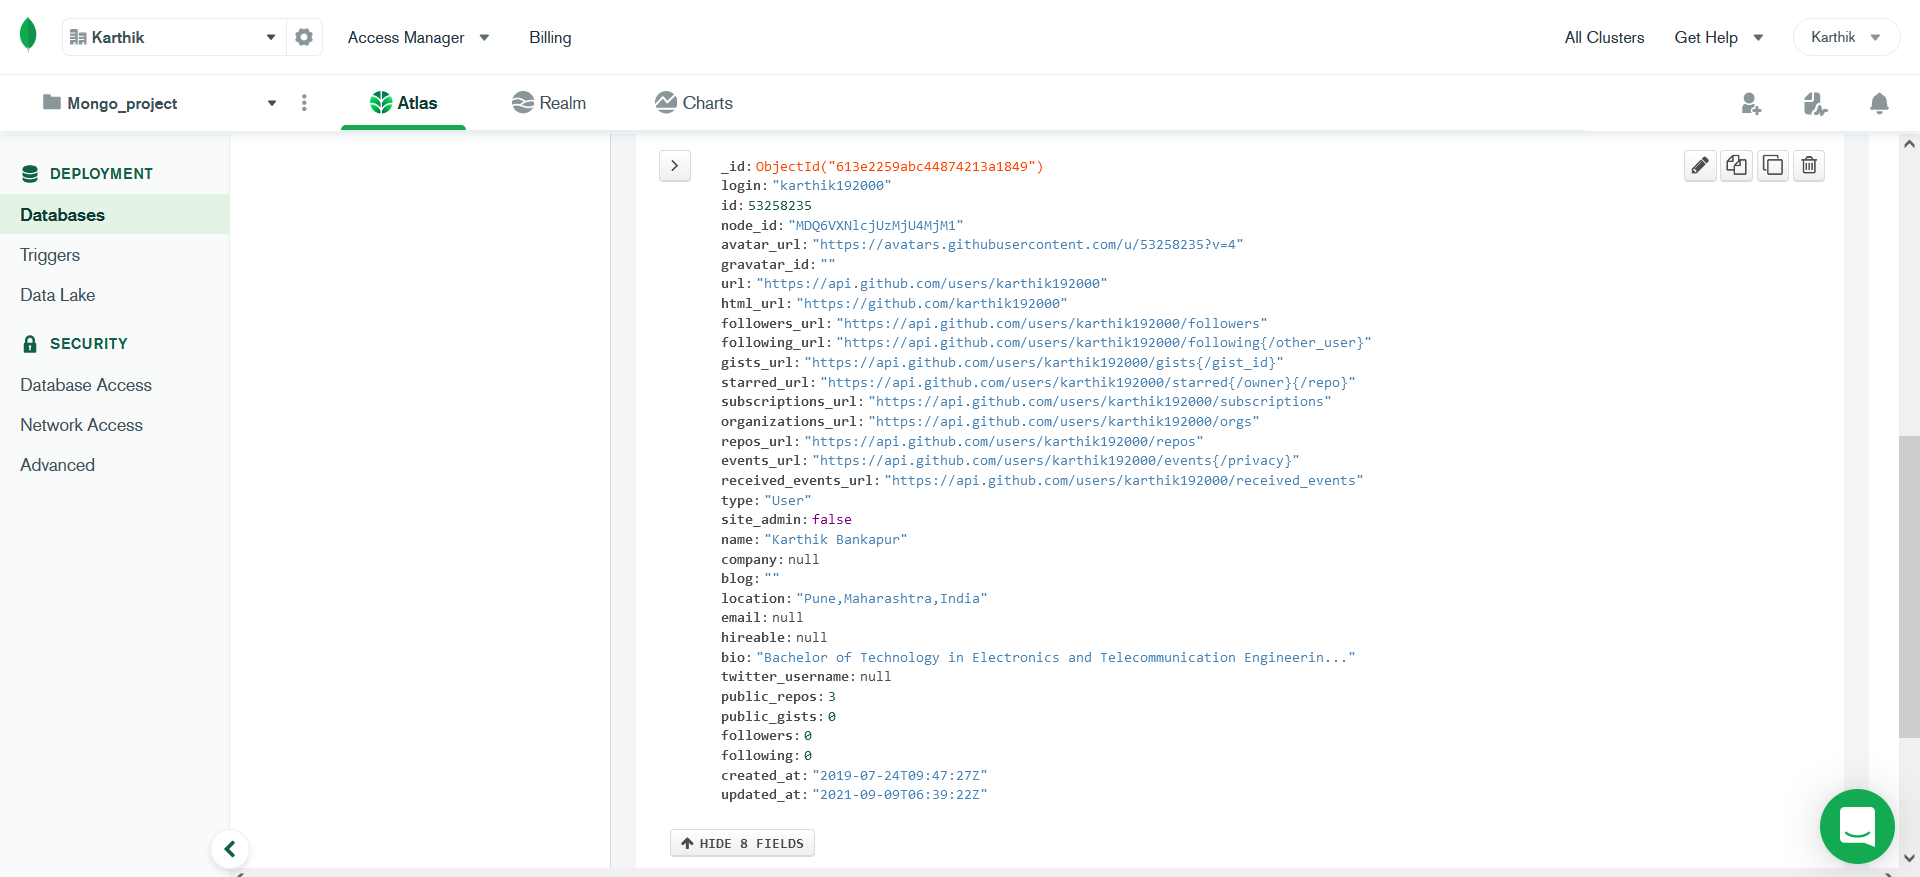 Karthik
Access Manager
Billing
All Clusters
Get Help
Karthik
Mongo_project
Atlas
Realm
Charts
DEPLOYMENT
Databases
Triggers
Data Lake
SECURITY
Database Access
Network Access
Advanced
_id: ObjectId("613e2259abc44874213a1849")
login: "karthik192000"
id: 53258235
node_id: "MDQ6VXNlcjUzMjU4MjM1"
avatar_url: "https://avatars.githubusercontent.com/u/53258235?v=4"
gravatar_id: ""
url: "https://api.github.com/users/karthik192000"
html_url: "https://github.com/karthik192000"
followers_url: "https://api.github.com/users/karthik192000/followers"
following_url: "https://api.github.com/users/karthik192000/following{/other_user}"
gists_url: "https://api.github.com/users/karthik192000/gists{/gist_id}"
starred_url: "https://api.github.com/users/karthik192000/starred{/owner}{/repo}"
subscriptions_url: "https://api.github.com/users/karthik192000/subscriptions"
organizations_url: "https://api.github.com/users/karthik192000/orgs"
repos_url: "https://api.github.com/users/karthik192000/repos"
events_url: "https://api.github.com/users/karthik192000/events{/privacy}"
received_events_url: "https://api.github.com/users/karthik192000/received_events"
type: "User"
site_admin: false
name: "Karthik Bankapur"
company: null
blog: ""
location: "Pune,Maharashtra,India"
email: null
hireable: null
bio: "Bachelor of Technology in Electronics and Telecommunication Engineerin..."
twitter_username: null
public_repos: 3
public_gists: 0
followers: 0
following: 0
created_at: "2019-07-24T09:47:27Z"
updated_at: "2021-09-09T06:39:22Z"
HIDE 8 FIELDS